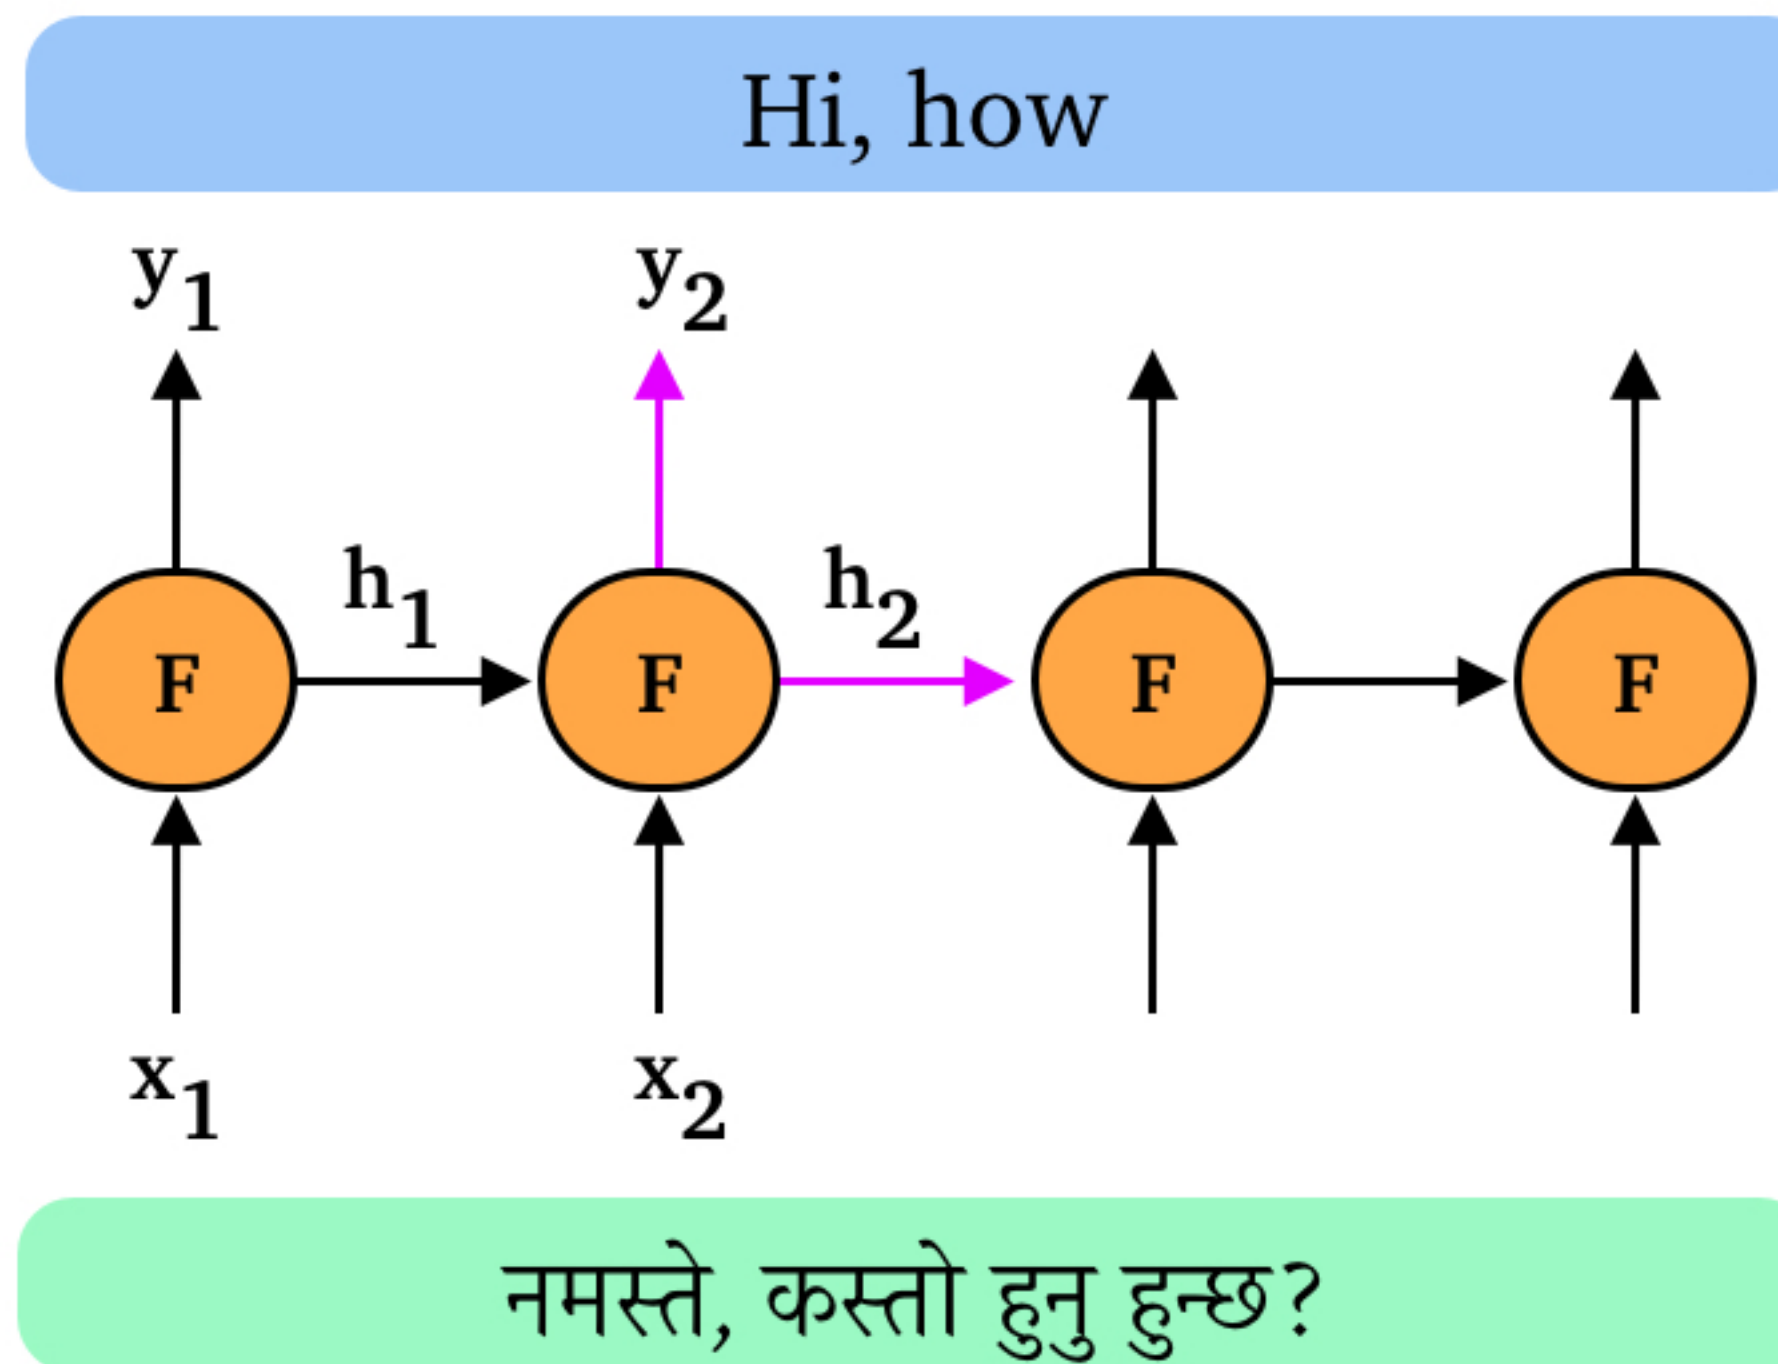 Hi, how
y1 y2
h1 h2
F F F F
x1 x2
नमस्ते, कस्तो हुनु हुन्छ?